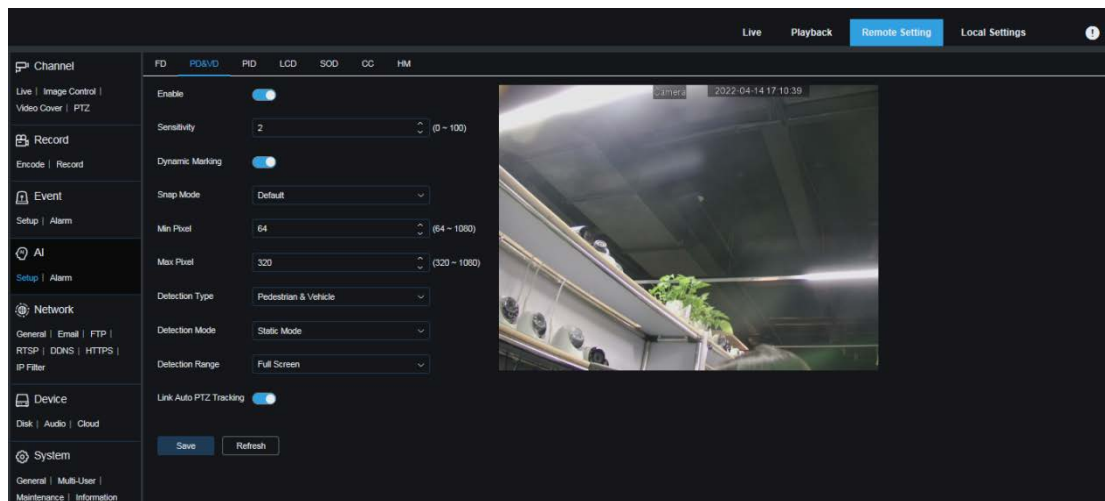 Live Playback Remote Setting Local Settings
Channel
Live | Image Control |
Video Cover | PTZ
Record
Encode | Record
Event
Setup | Alarm
AI
Setup | Alarm
Network
General | Email | FTP |
RTSP | DDNS | HTTPS |
IP Filter
Device
Disk | Audio | Cloud
System
General | Multi-User |
Maintenance | Information
FD PD&VD PID LCD SOD CC HM
Enable
Sensitivity 2 (0 ~ 100)
Dynamic Marking
Snap Mode Default
Min Pixel 64 (64 ~ 1080)
Max Pixel 320 (320 ~ 1080)
Detection Type Pedestrian & Vehicle
Detection Mode Static Mode
Detection Range Full Screen
Link Auto PTZ Tracking
Save Refresh
Camera 2022-04-14 17 10:39